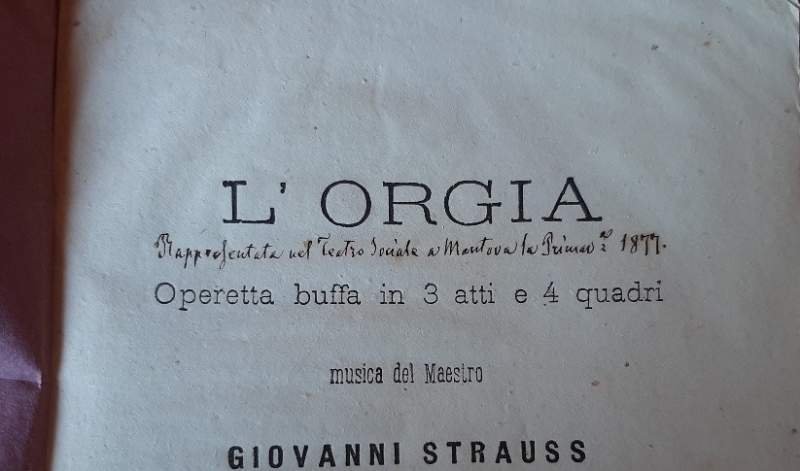 L' ORGIA
Rappresentata nel Teatro Sociale a Mantova la Primav.ª 1877.
Operetta buffa in 3 atti e 4 quadri
musica del Maestro
GIOVANNI STRAUSS